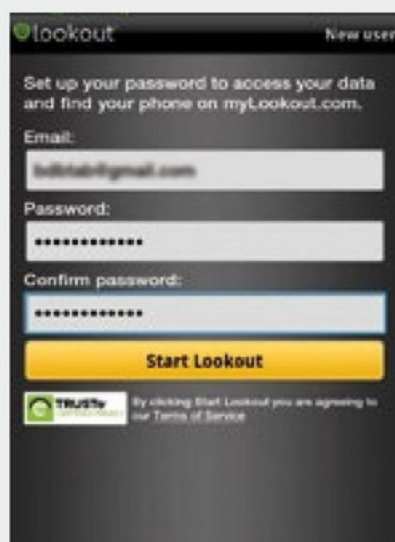 lookout
New user
Set up your password to access your data
and find your phone on myLookout.com.
Email:
Password:
••••••••••••
Confirm password:
••••••••••••
Start Lookout
TRUSTe
By clicking Start Lookout you are agreeing to
our Terms of Service